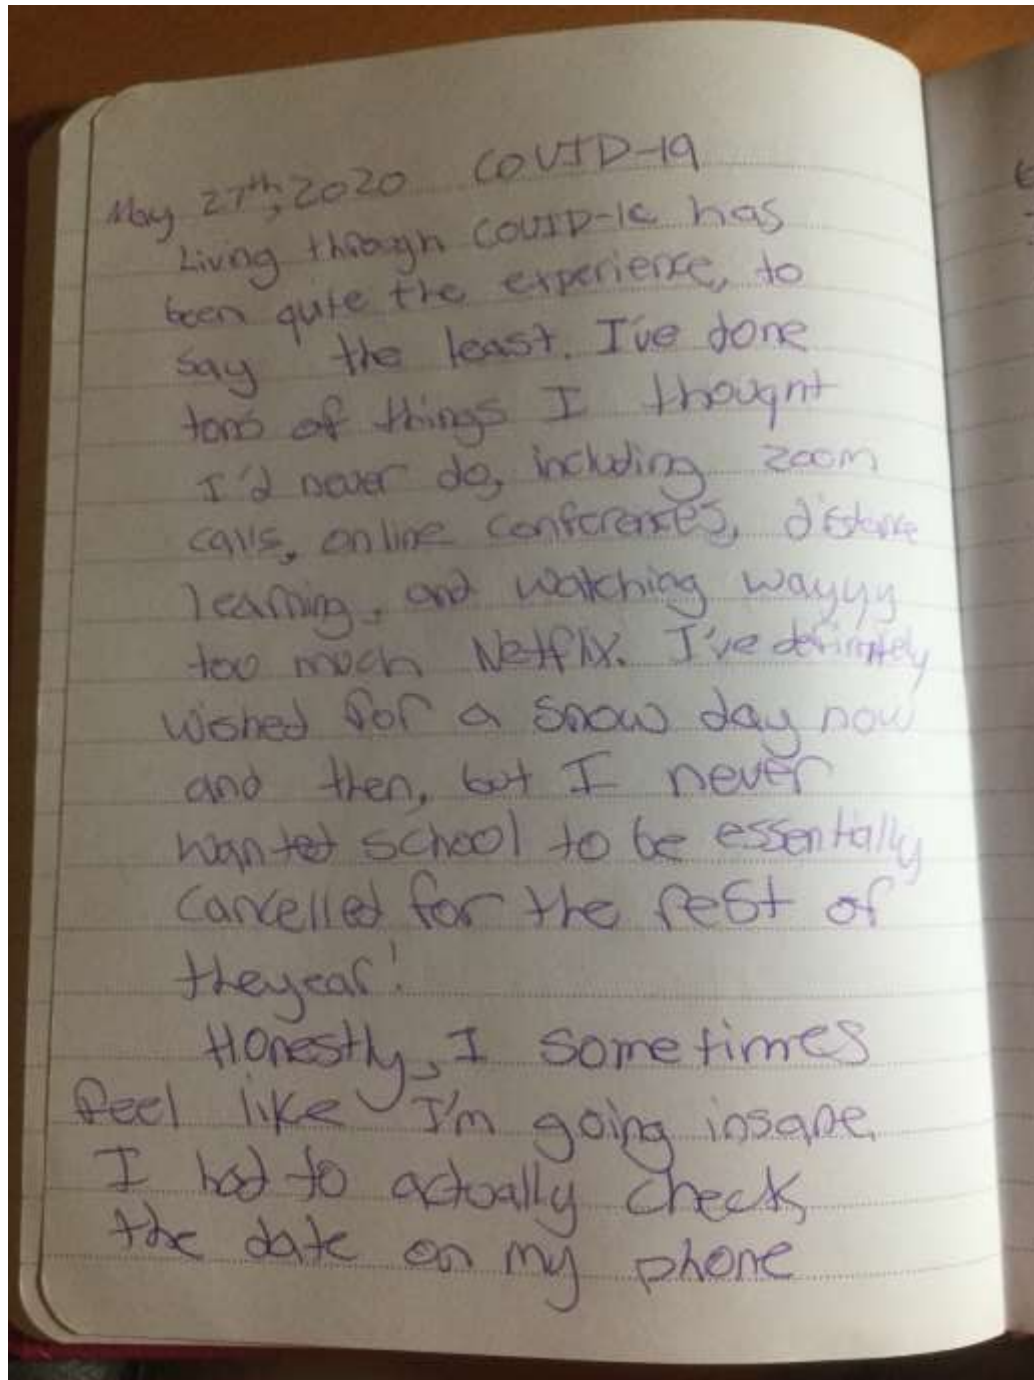 May 27th, 2020 COVID-19
Living through COVID-19 has
been quite the experience, to
say the least. I've done
tons of things I thought
I'd never do, including zoom
calls, online conferences, distance
learning, and watching wayyy
too much Netflix. I've definitely
wished for a snow day now
and then, but I never
wanted school to be essentially
cancelled for the rest of
the year!
Honestly, I sometimes
feel like I'm going insane.
I had to actually check
the date on my phone